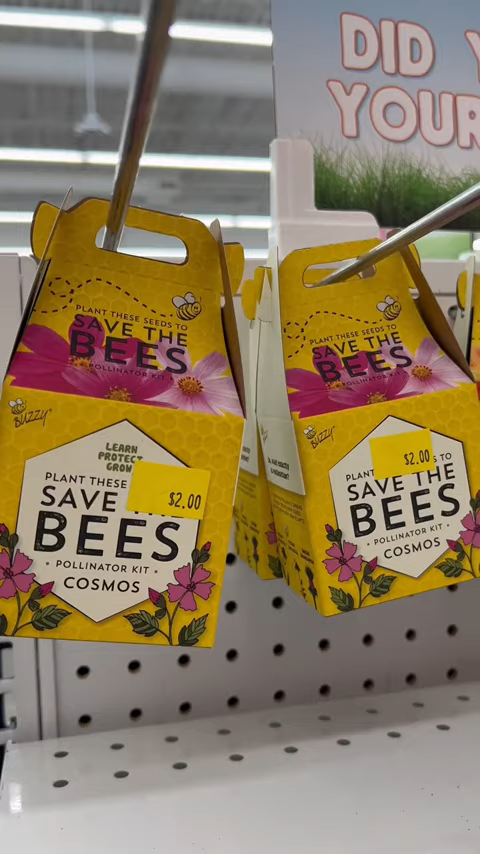 DID
YOUR
PLANT THESE SEEDS TO
SAVE THE
BEES
POLLINATOR KIT
BUZZY
LEARN
PROTECT
GROW
PLANT THESE
SAVE
$2.00
BEES
• POLLINATOR KIT •
COSMOS
PLANT THESE SEEDS TO
SAVE THE
BEES
POLLINATOR KIT
BUZZY
$2.00
PLANT S TO
SAVE THE
BEES
• POLLINATOR KIT •
COSMOS